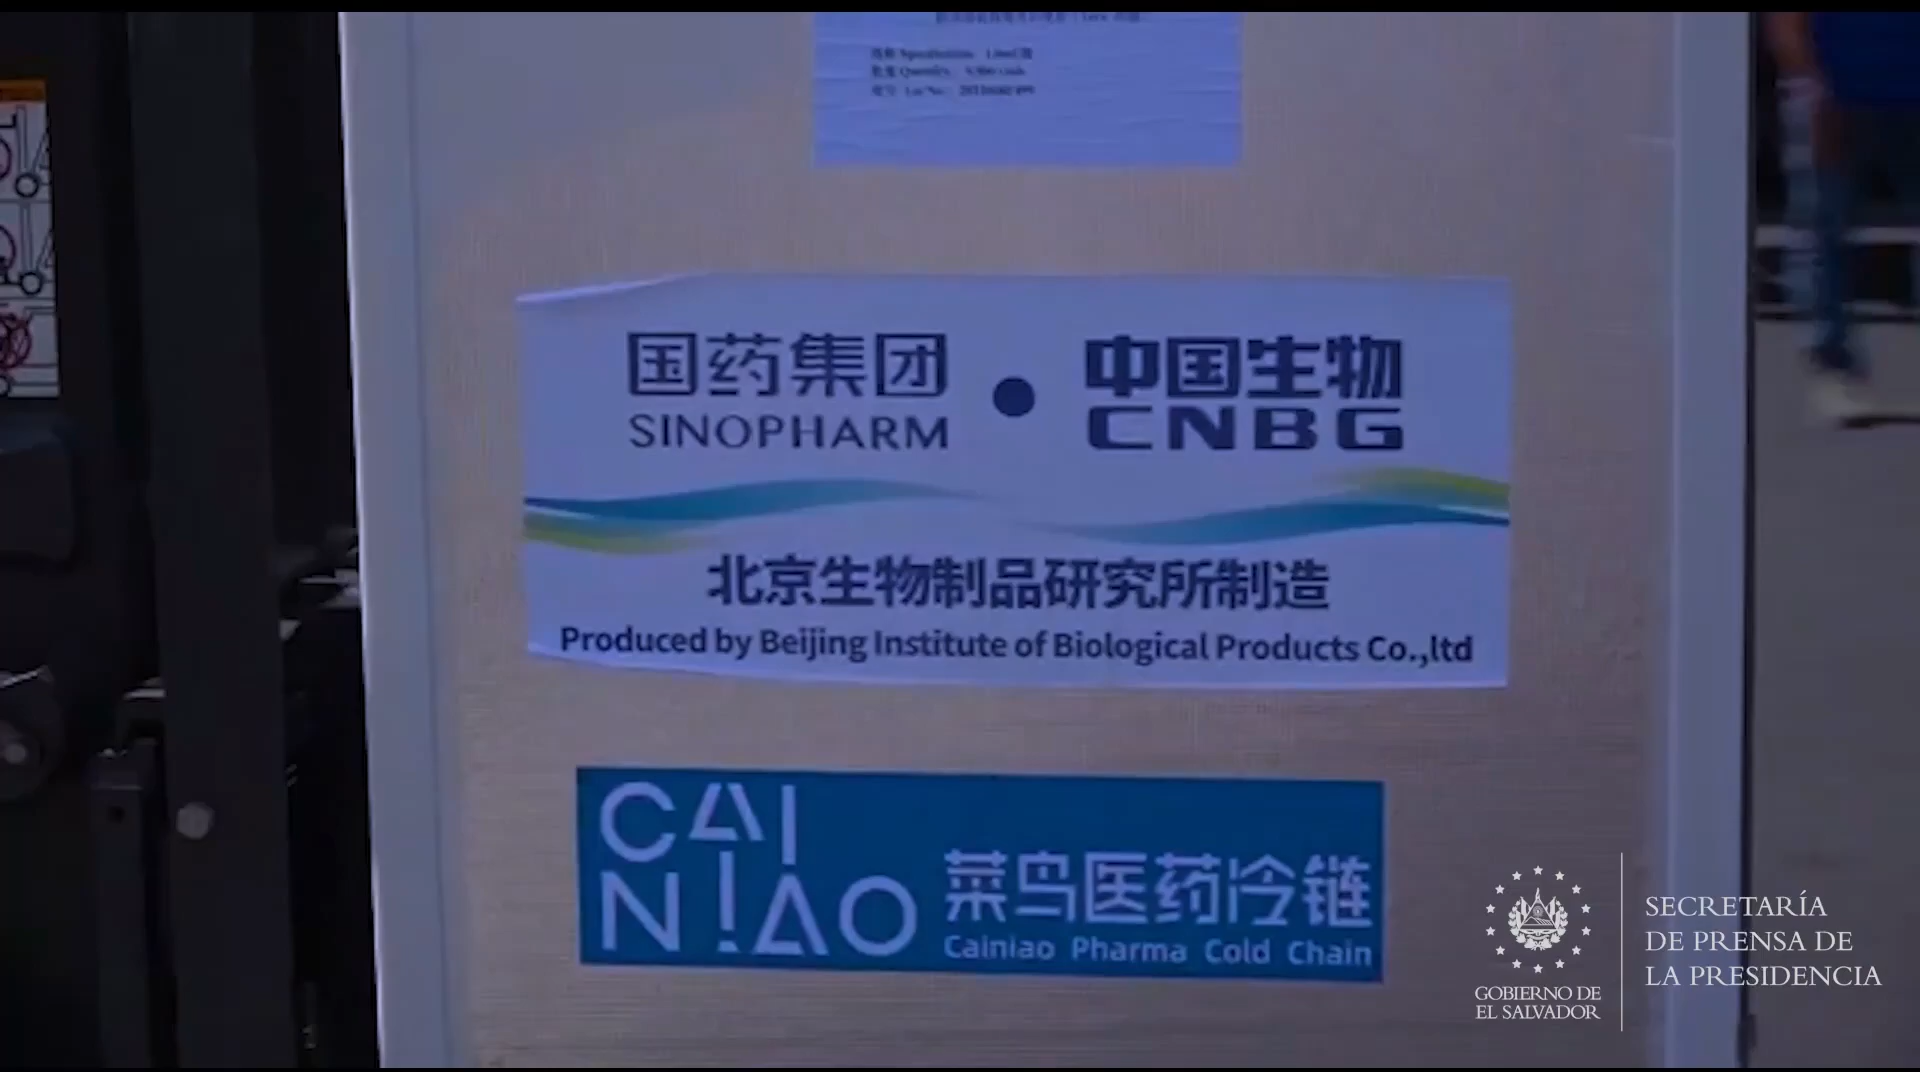 Quantity:
国药集团 • 中国生物
SINOPHARM CNBG
北京生物制品研究所制造
Produced by Beijing Institute of Biological Products Co.,ltd
CAI
NIAO
菜鸟医药冷链
Cainiao Pharma Cold Chain
GOBIERNO DE
EL SALVADOR
SECRETARÍA
DE PRENSA DE
LA PRESIDENCIA